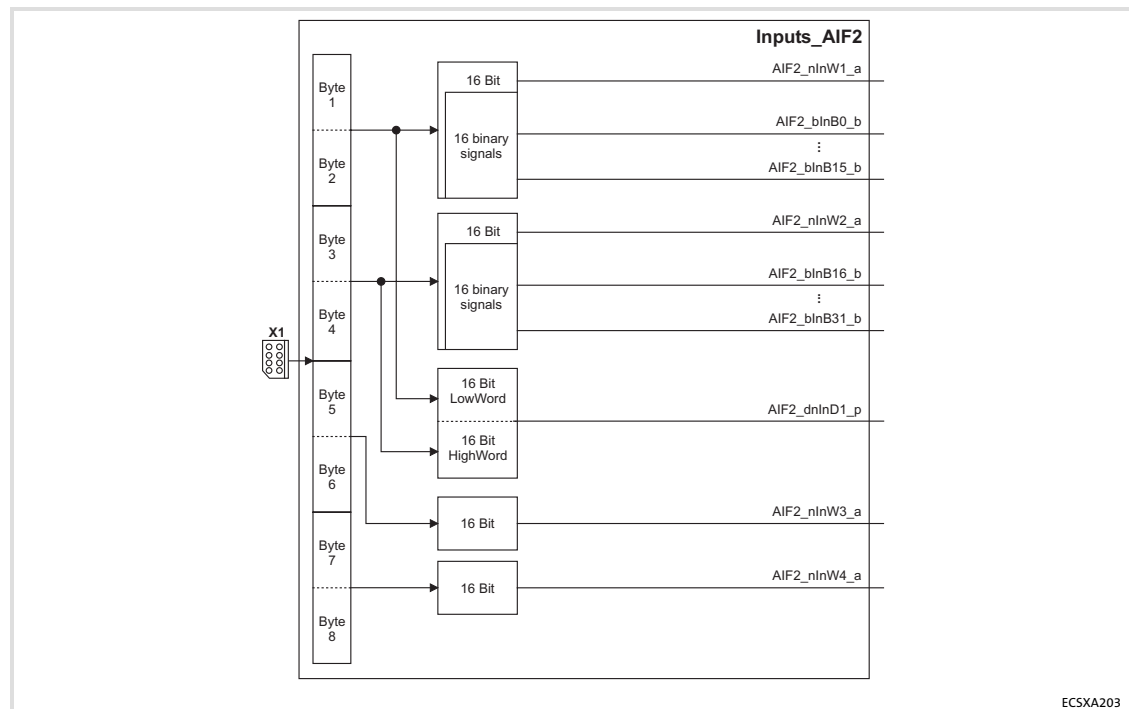 Inputs_AIF2
Byte
1
Byte
2
Byte
3
Byte
4
Byte
5
Byte
6
Byte
7
Byte
8
X1
16 Bit
16 binary
signals
16 Bit
16 binary
signals
16 Bit
LowWord
16 Bit
HighWord
16 Bit
16 Bit
AIF2_nInW1_a
AIF2_bInB0_b
...
AIF2_bInB15_b
AIF2_nInW2_a
AIF2_bInB16_b
...
AIF2_bInB31_b
AIF2_dnInD1_p
AIF2_nInW3_a
AIF2_nInW4_a
ECSXA203